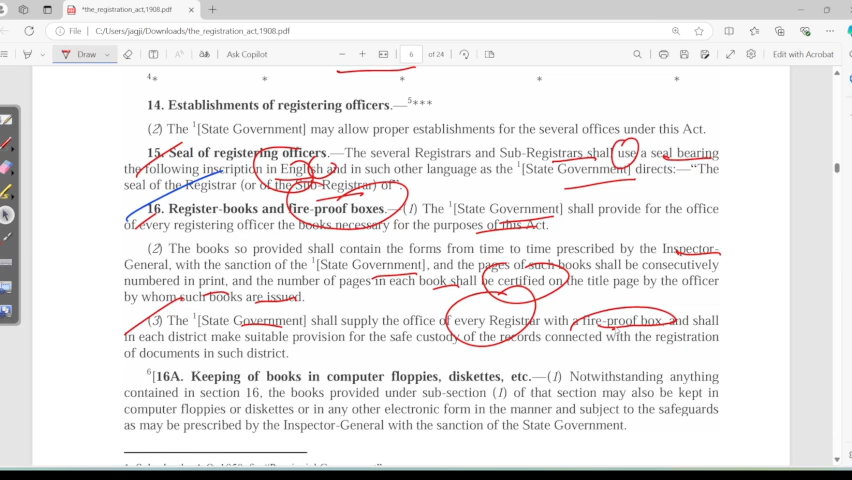 *the_registration_act,1908.pdf
File C:/Users/jagji/Downloads/the_registration_act,1908.pdf
Draw Ask Copilot 6 of 24 Edit with Acrobat
4* * * * *
14. Establishments of registering officers.—5***
(2) The 1[State Government] may allow proper establishments for the several offices under this Act.
15. Seal of registering officers.—The several Registrars and Sub-Registrars shall use a seal bearing
the following inscription in English and in such other language as the 1[State Government] directs:—“The
seal of the Registrar (or of the Sub-Registrar) of”.
16. Register-books and fire-proof boxes.-(1) The 1[State Government] shall provide for the office
of every registering officer the books necessary for the purposes of this Act.
(2) The books so provided shall contain the forms from time to time prescribed by the Inspector-
General, with the sanction of the 1[State Government], and the pages of such books shall be consecutively
numbered in print, and the number of pages in each book shall be certified on the title page by the officer
by whom such books are issued.
(3) The 1[State Government] shall supply the office of every Registrar with a fire-proof box, and shall
in each district make suitable provision for the safe custody of the records connected with the registration
of documents in such district.
6[16A. Keeping of books in computer floppies, diskettes, etc.—(1) Notwithstanding anything
contained in section 16, the books provided under sub-section (1) of that section may also be kept in
computer floppies or diskettes or in any other electronic form in the manner and subject to the safeguards
as may be prescribed by the Inspector-General with the sanction of the State Government.